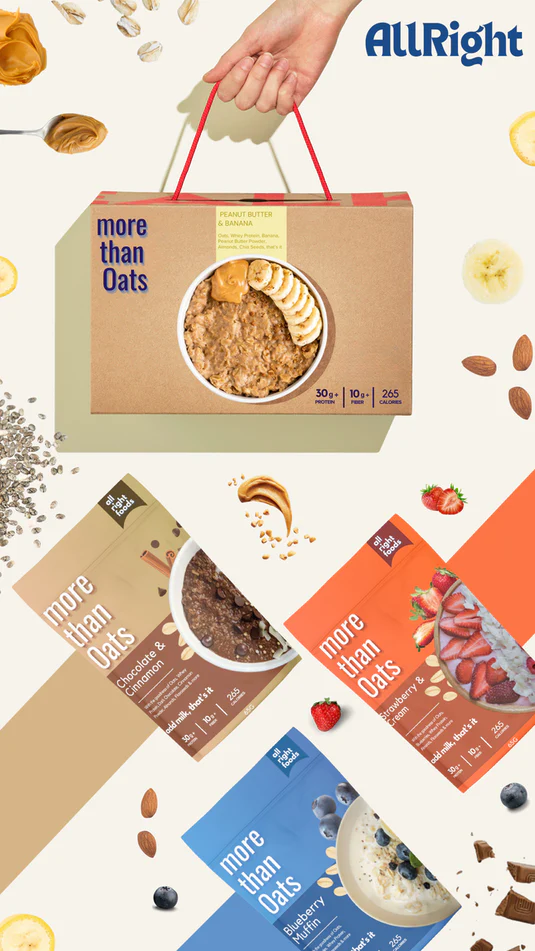 AllRight
more
than
Oats
PEANUT BUTTER
& BANANA
Oats, Whey Protein, Banana,
Peanut Butter Powder,
Almonds, Chia Seeds, that's it.
30g+ | 10g+ | 265
PROTEIN FIBER CALORIES
all
right
foods
more
than
Oats
Chocolate &
Cinnamon
add milk, that's it
30g+ | 10g+ | 265
65G
all
right
foods
more
than
Oats
Strawberry &
Cream
add milk, that's it
30g+ | 10g+ | 265
65G
all
right
foods
more
than
Oats
Blueberry
Muffin
265